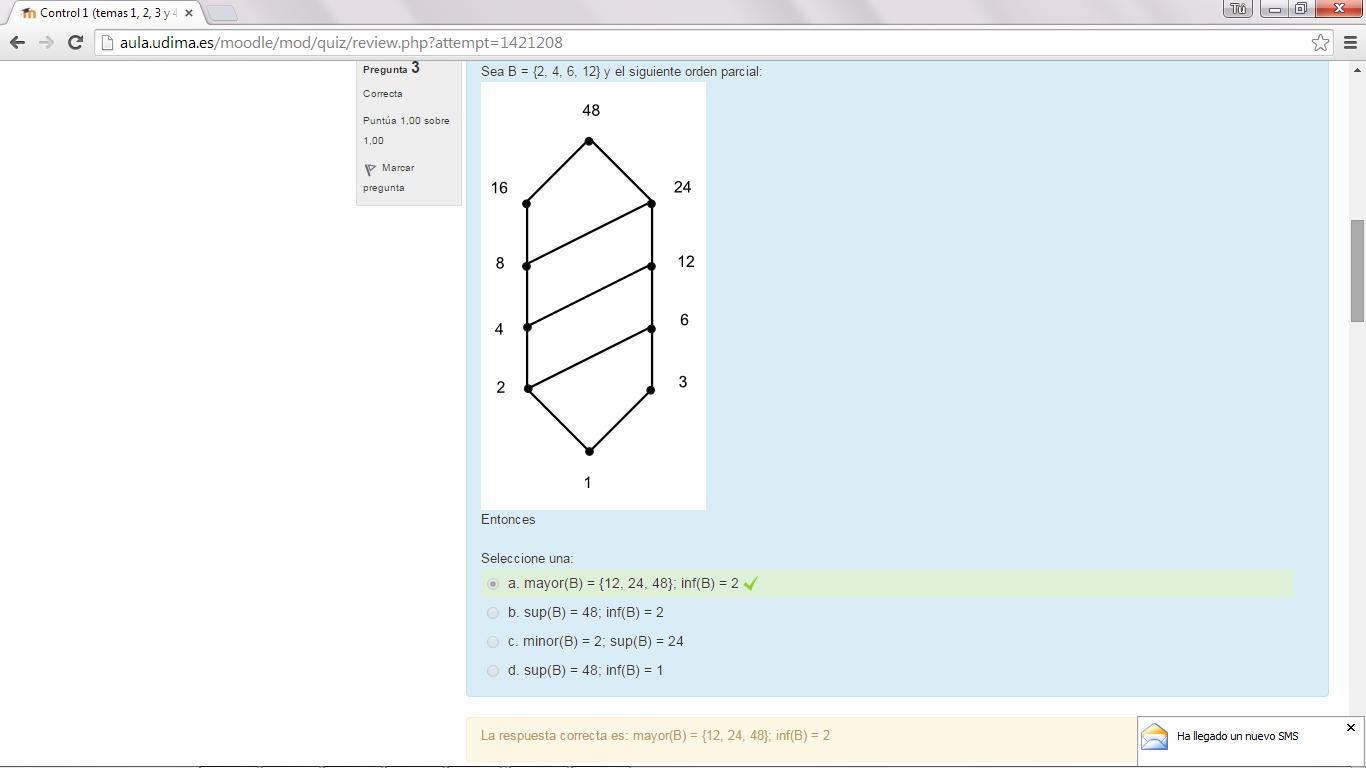 Control 1 (temas 1, 2, 3 y 4
Tú
aula.udima.es/moodle/mod/quiz/review.php?attempt=1421208
Pregunta 3
Correcta
Puntúa 1,00 sobre
1,00
Marcar
pregunta
Sea B = {2, 4, 6, 12} y el siguiente orden parcial:
48
16
24
8
12
4
6
2
3
1
Entonces
Seleccione una:
a. mayor(B) = {12, 24, 48}; inf(B) = 2
b. sup(B) = 48; inf(B) = 2
c. minor(B) = 2; sup(B) = 24
d. sup(B) = 48; inf(B) = 1
La respuesta correcta es: mayor(B) = {12, 24, 48}; inf(B) = 2
Ha llegado un nuevo SMS